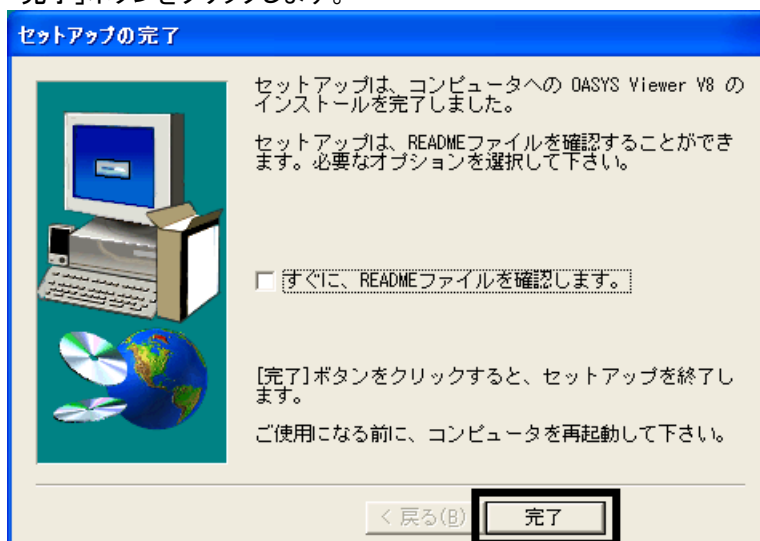 完了]ボタンをクリックします。
セットアップの完了
セットアップは、コンピュータへの OASYS Viewer V8 の
インストールを完了しました。
セットアップは、READMEファイルを確認することができ
ます。必要なオプションを選択して下さい。
すぐに、READMEファイルを確認します。
[完了]ボタンをクリックすると、セットアップを終了し
ます。
ご使用になる前に、コンピュータを再起動して下さい。
< 戻る(B) 完了